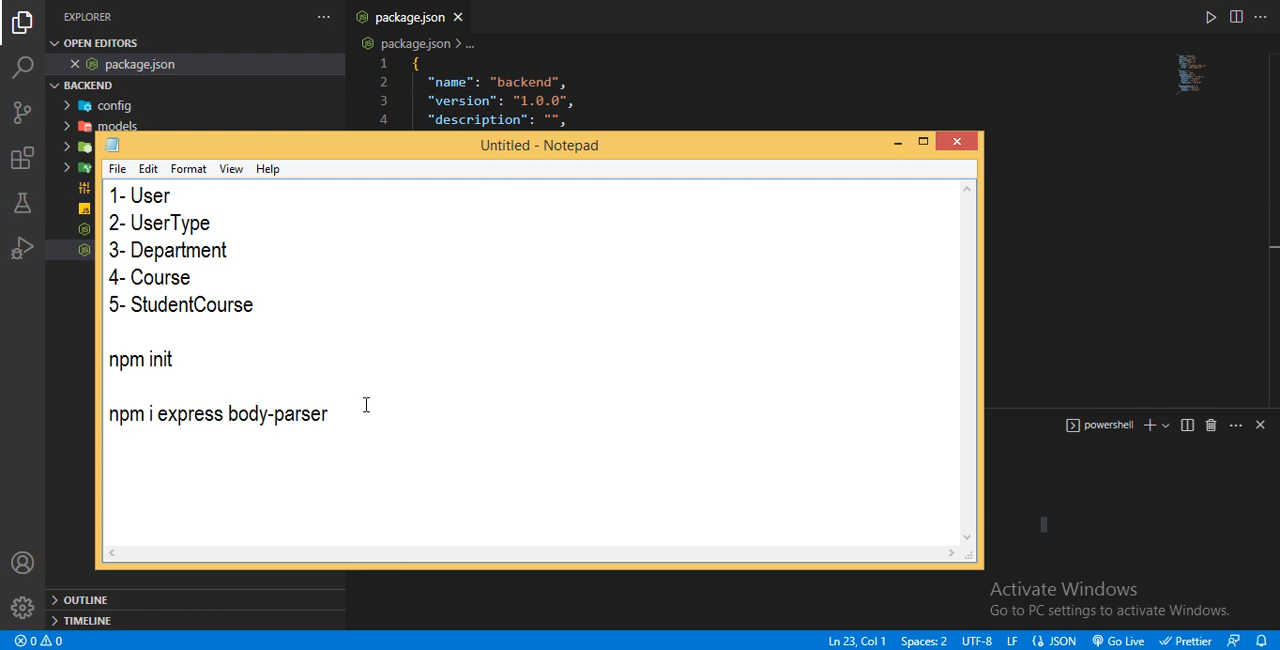 EXPLORER
package.json
OPEN EDITORS
package.json
package.json > ...
BACKEND
config
models
1 {
2 "name": "backend",
3 "version": "1.0.0",
4 "description": "",
Untitled - Notepad
File Edit Format View Help
1- User
2- UserType
3- Department
4- Course
5- StudentCourse
npm init
npm i express body-parser
powershell
OUTLINE
TIMELINE
Activate Windows
Go to PC settings to activate Windows.
0 0
Ln 23, Col 1 Spaces: 2 UTF-8 LF JSON Go Live Prettier